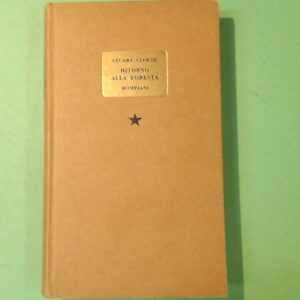 STUART CLOETE
RITORNO
ALLA FORESTA
BOMPIANI